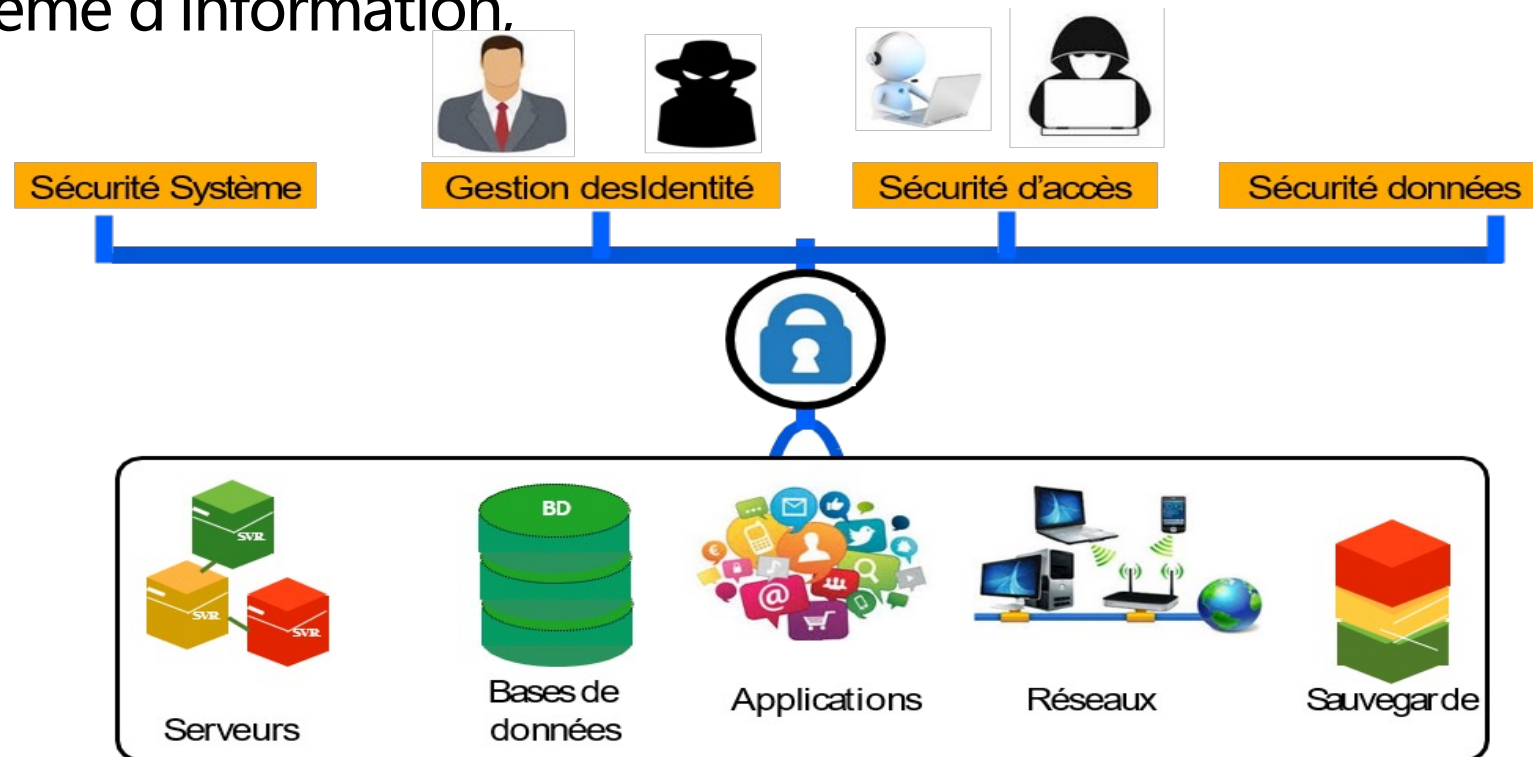 ème d'information,
Sécurité Système
Gestion desIdentité
Sécurité d'accès
Sécurité données
BD
SVR
SVR
SVR
@
€
Serveurs
Bases de
données
Applications
Réseaux
Sauvegarde